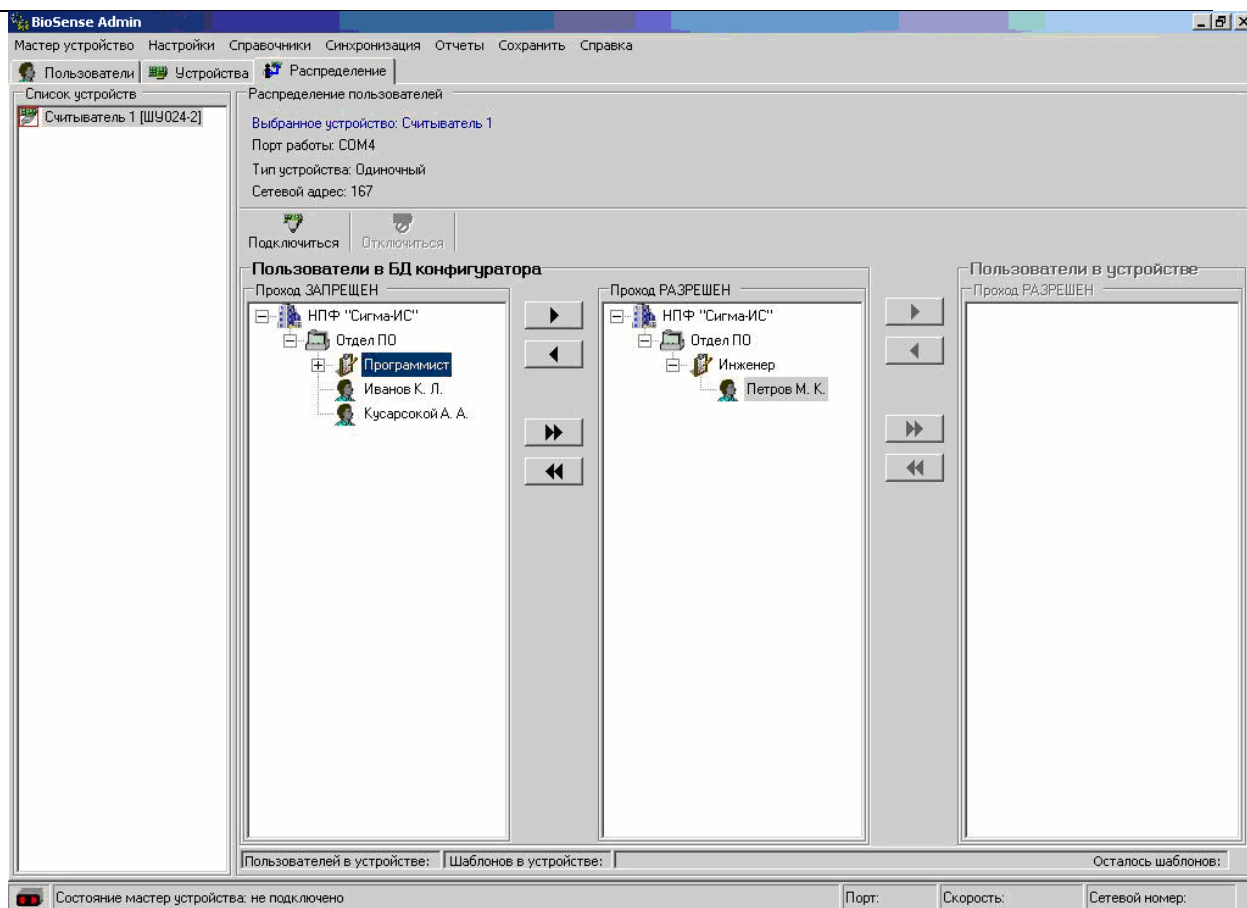 BioSense Admin
Мастер устройство Настройки Справочники Синхронизация Отчеты Сохранить Справка
Пользователи Устройства Распределение
Список устройств
Считыватель 1 [ШУ024-2]
Распределение пользователей
Выбранное устройство: Считыватель 1
Порт работы: COM4
Тип устройства: Одиночный
Сетевой адрес: 167
Подключиться Отключиться
Пользователи в БД конфигуратора
Проход ЗАПРЕЩЕН
НПФ "Сигма-ИС"
Отдел ПО
Программист
Иванов К. Л.
Кусарсокой А. А.
Проход РАЗРЕШЕН
НПФ "Сигма-ИС"
Отдел ПО
Инженер
Петров М. К.
Пользователи в устройстве
Проход РАЗРЕШЕН
Пользователей в устройстве: Шаблонов в устройстве: Осталось шаблонов:
Состояние мастер устройства: не подключено Порт: Скорость: Сетевой номер: